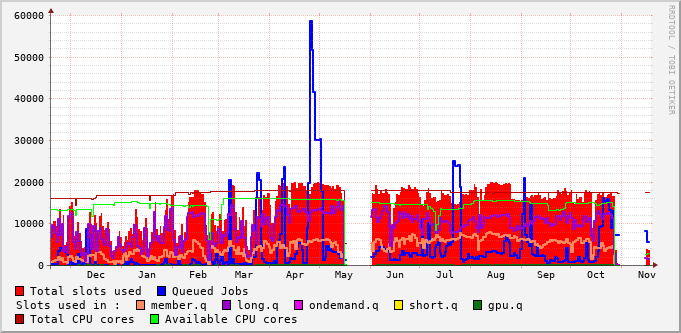 60000
50000
40000
30000
20000
10000
0
Dec Jan Feb Mar Apr May Jun Jul Aug Sep Oct Nov
RRDTOOL / TOBI OETIKER
Total slots used Queued Jobs
Slots used in : member.q long.q ondemand.q short.q gpu.q
Total CPU cores Available CPU cores